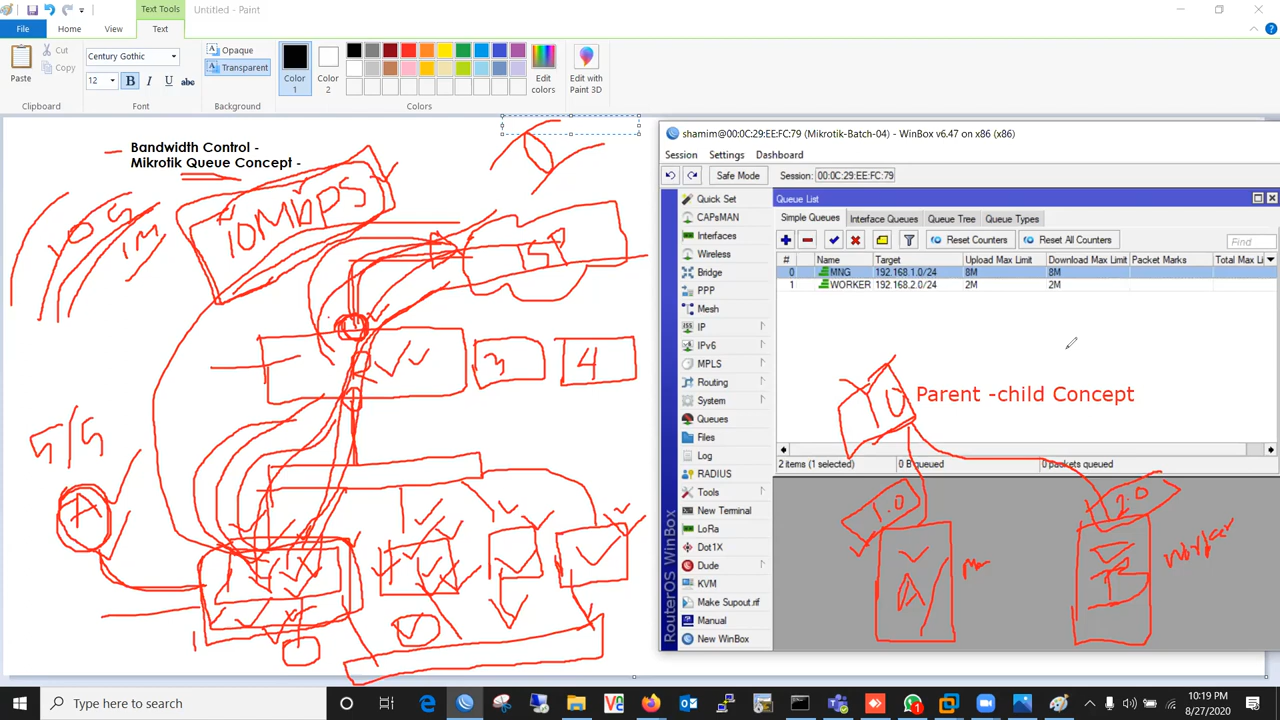 Text Tools
Untitled - Paint
File
Home
View
Text
Paste
Cut
Copy
Clipboard
Century Gothic
12
B I U abc
Font
Opaque
Transparent
Background
Color
1
Color
2
Colors
Edit
colors
Edit with
Paint 3D
Bandwidth Control -
Mikrotik Queue Concept -
10MbPS
1M
3
4
5/5
A
shamim@00:0C:29:EE:FC:79 (Mikrotik-Batch-04) - WinBox v6.47 on x86 (x86)
Session Settings Dashboard
Safe Mode Session: 00:0C:29:EE:FC:79
RouterOS WinBox
Quick Set
CAPsMAN
Interfaces
Wireless
Bridge
PPP
Mesh
IP
IPv6
MPLS
Routing
System
Queues
Files
Log
RADIUS
Tools
New Terminal
LoRa
Dot1X
Dude
KVM
Make Supout.rif
Manual
New WinBox
Queue List
Simple Queues Interface Queues Queue Tree Queue Types
Reset Counters Reset All Counters Find
# Name Target Upload Max Limit Download Max Limit Packet Marks Total Max Li
0 MNG 192.168.1.0/24 8M 8M
1 WORKER 192.168.2.0/24 2M 2M
Parent -child Concept
2 items (1 selected) 0 B queued 0 packets queued
1.0
2.0
A
B
worker
Type here to search
10:19 PM
8/27/2020